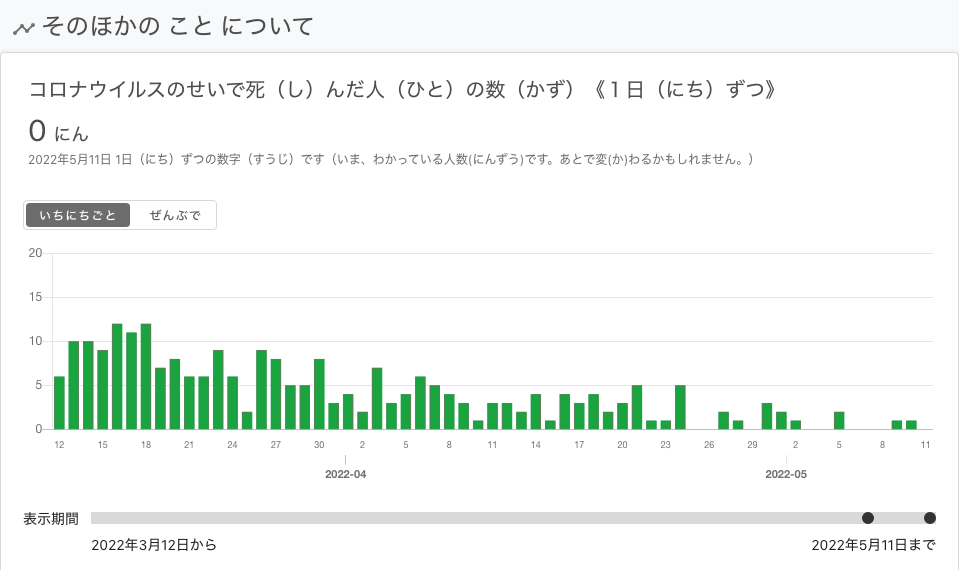 そのほかの こと について
コロナウイルスのせいで死（し）んだ人（ひと）の数（かず）《１日（にち）ずつ》
0 にん
2022年5月11日 1日（にち）ずつの数字（すうじ）です（いま、わかっている人数(にんずう)です。あとで変(か)わるかもしれません。）
いちにちごと ぜんぶで
20
15
10
5
0
12 15 18 21 24 27 30 2 5 8 11 14 17 20 23 26 29 2 5 8 11
2022-04 2022-05
表示期間
2022年3月12日から 2022年5月11日まで